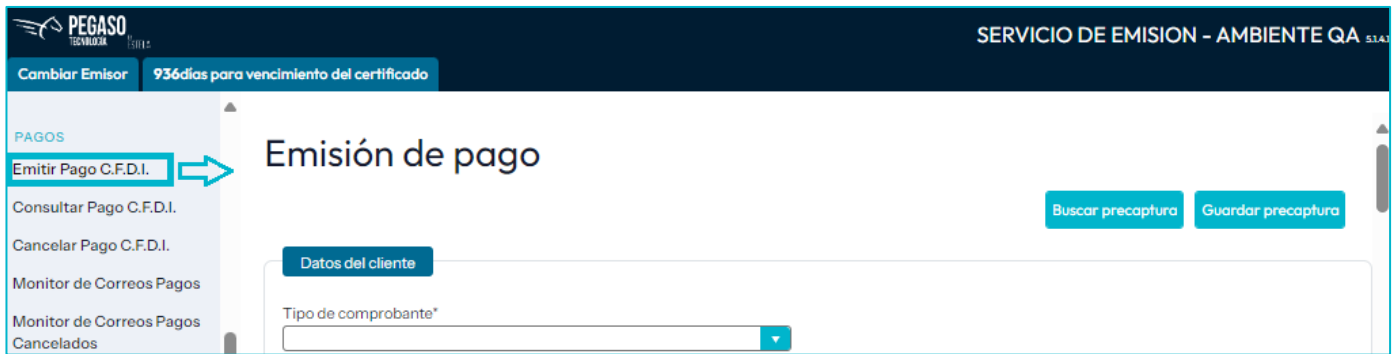 PEGASO
TECNOLOGÍA
SERVICIO DE EMISION - AMBIENTE QA
Cambiar Emisor
936días para vencimiento del certificado
PAGOS
Emitir Pago C.F.D.I.
Consultar Pago C.F.D.I.
Cancelar Pago C.F.D.I.
Monitor de Correos Pagos
Monitor de Correos Pagos
Cancelados
Emisión de pago
Buscar precaptura
Guardar precaptura
Datos del cliente
Tipo de comprobante*